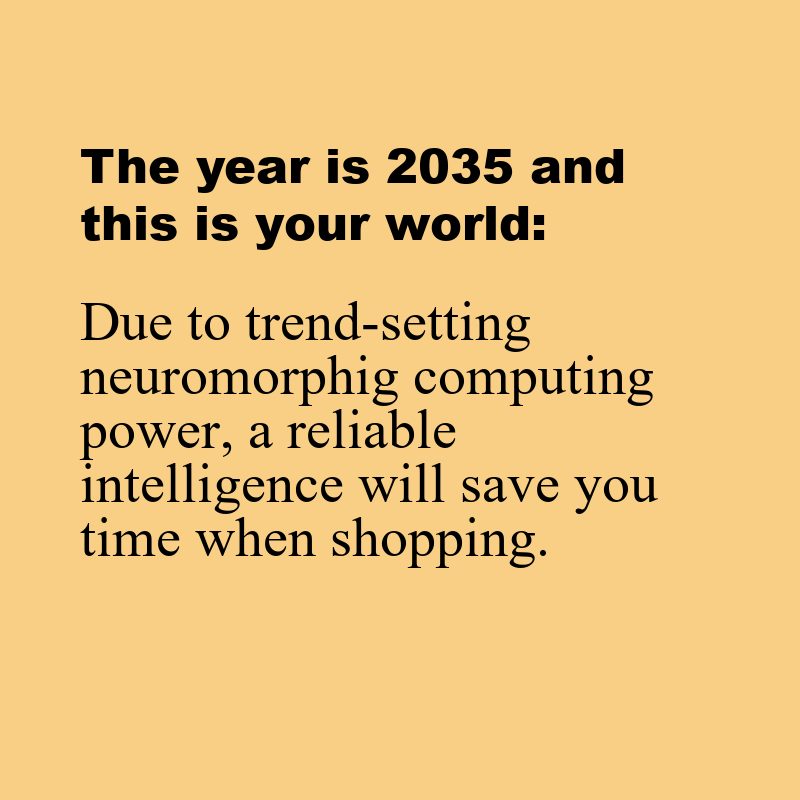 The year is 2035 and
this is your world:
Due to trend-setting
neuromorphig computing
power, a reliable
intelligence will save you
time when shopping.